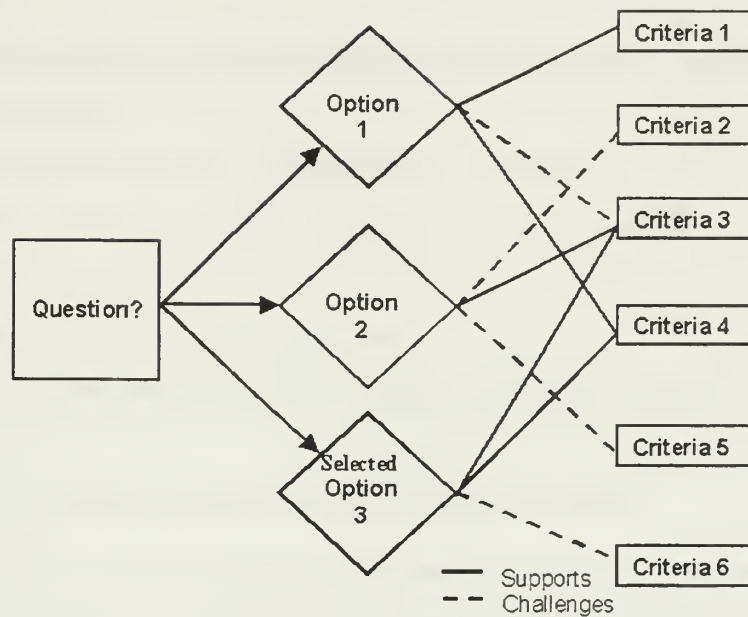 Question?
Option
1
Option
2
Selected
Option
3
Criteria 1
Criteria 2
Criteria 3
Criteria 4
Criteria 5
Criteria 6
Supports
Challenges